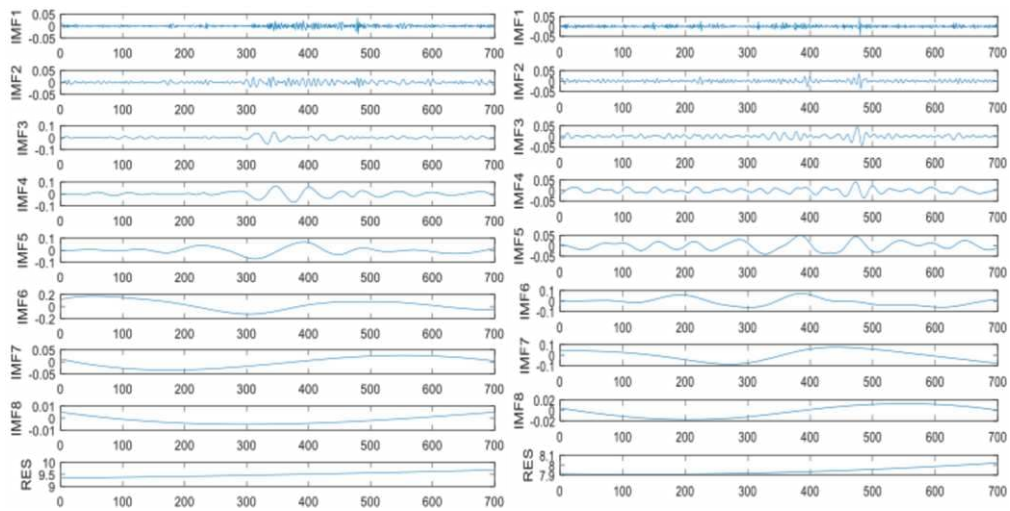 IMF1 0.05 0 -0.05
0 100 200 300 400 500 600 700
IMF2 0.05 0 -0.05
0 100 200 300 400 500 600 700
IMF3 0.1 0 -0.1
0 100 200 300 400 500 600 700
IMF4 0.1 0 -0.1
0 100 200 300 400 500 600 700
IMF5 0.1 0 -0.1
0 100 200 300 400 500 600 700
IMF6 0.2 0 -0.2
0 100 200 300 400 500 600 700
IMF7 0.05 0 -0.05
0 100 200 300 400 500 600 700
IMF8 0.01 0 -0.01
0 100 200 300 400 500 600 700
RES 10 9.5 9
0 100 200 300 400 500 600 700
IMF1 0.05 0 -0.05
0 100 200 300 400 500 600 700
IMF2 0.05 0 -0.05
0 100 200 300 400 500 600 700
IMF3 0.05 0 -0.05
0 100 200 300 400 500 600 700
IMF4 0.05 0 -0.05
0 100 200 300 400 500 600 700
IMF5 0.05 0 -0.05
0 100 200 300 400 500 600 700
IMF6 0.1 0 -0.1
0 100 200 300 400 500 600 700
IMF7 0.1 0 -0.1
0 100 200 300 400 500 600 700
IMF8 0.02 0 -0.02
0 100 200 300 400 500 600 700
RES 8.1 8 7.9
0 100 200 300 400 500 600 700